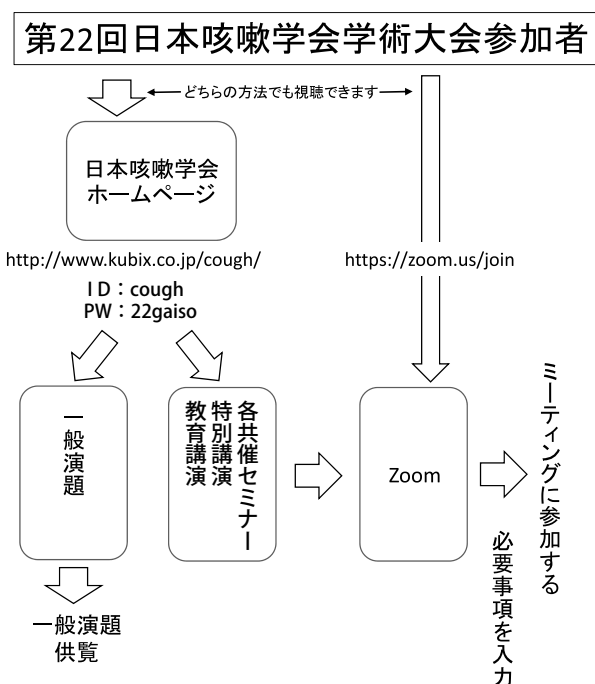 第22回日本咳嗽学会学術大会参加者
どちらの方法でも視聴できます
日本咳嗽学会
ホームページ
http://www.kubix.co.jp/cough/
ID：cough
PW：22gaiso
https://zoom.us/join
一般演題
各共催セミナー
特別講演
教育講演
Zoom
ミーティングに参加する
必要事項を入力
一般演題
供覧